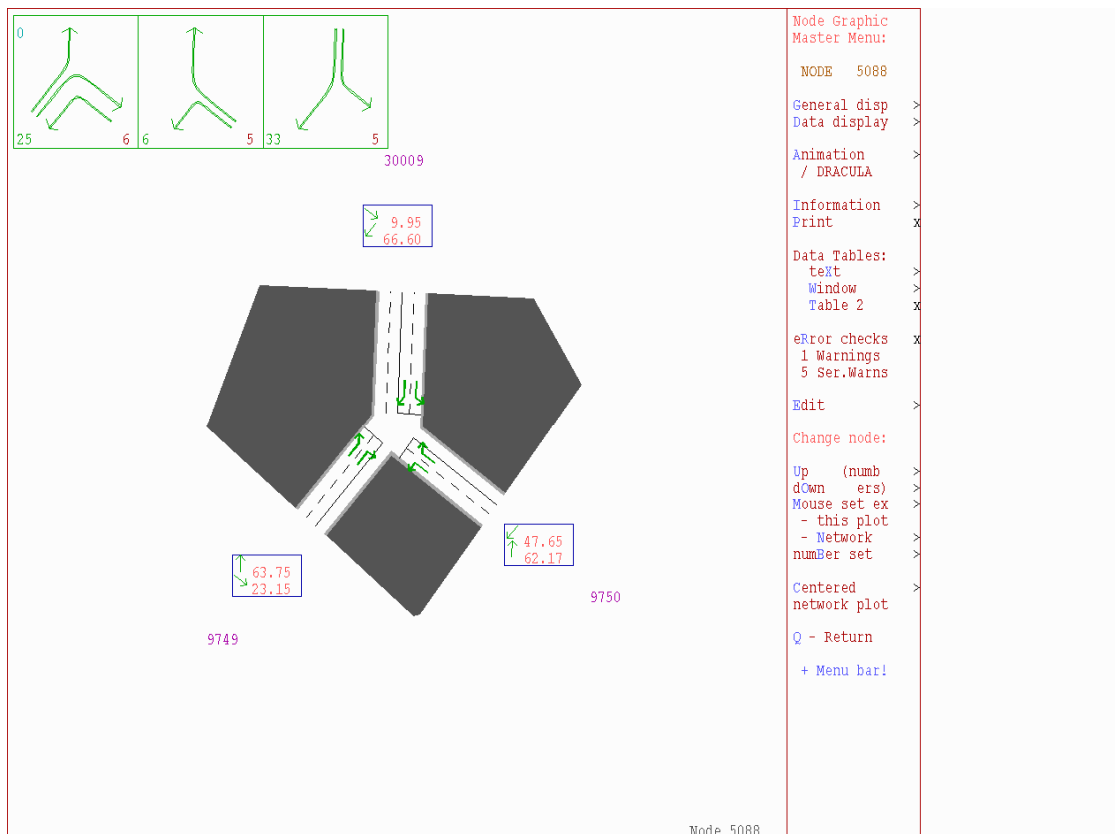 0
25 6 6 5 33 5
30009
9.95
66.60
47.65
62.17
63.75
23.15
9750
9749
Node 5088
Node Graphic
Master Menu:
NODE 5088
General disp >
Data display >
Animation >
/ DRACULA
Information >
Print x
Data Tables:
teXt >
Window >
Table 2 x
eRror checks x
1 Warnings
5 Ser.Warns
Edit >
Change node:
Up (numb >
dOwn ers) >
Mouse set ex >
- this plot
- Network >
numBer set >
Centered >
network plot
Q - Return
+ Menu bar!